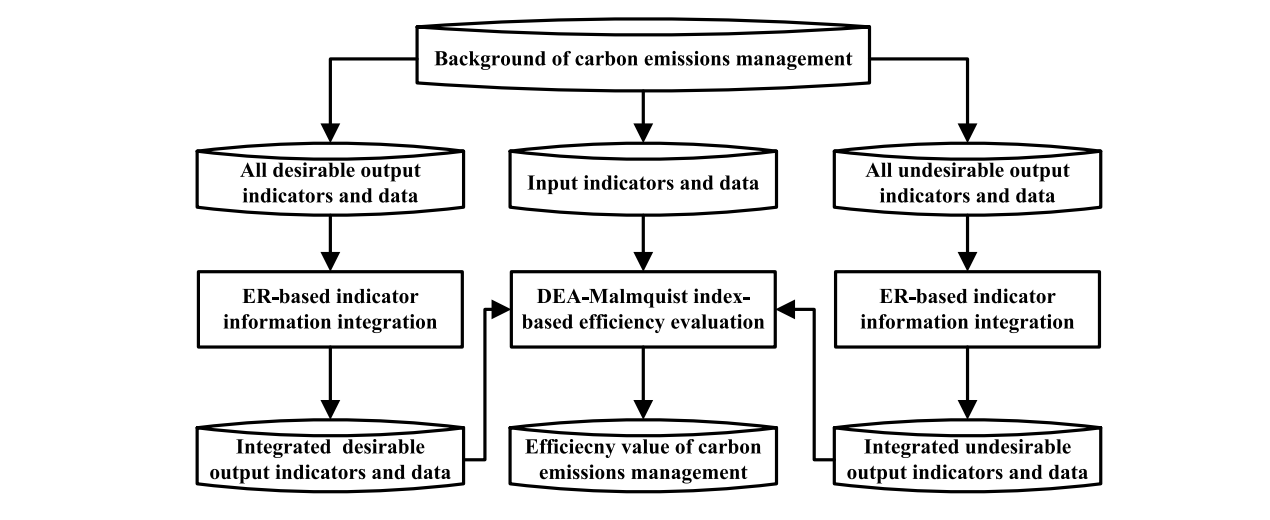 Background of carbon emissions management
All desirable output
indicators and data
Input indicators and data
All undesirable output
indicators and data
ER-based indicator
information integration
DEA-Malmquist index-
based efficiency evaluation
ER-based indicator
information integration
Integrated desirable
output indicators and data
Efficiecny value of carbon
emissions management
Integrated undesirable
output indicators and data